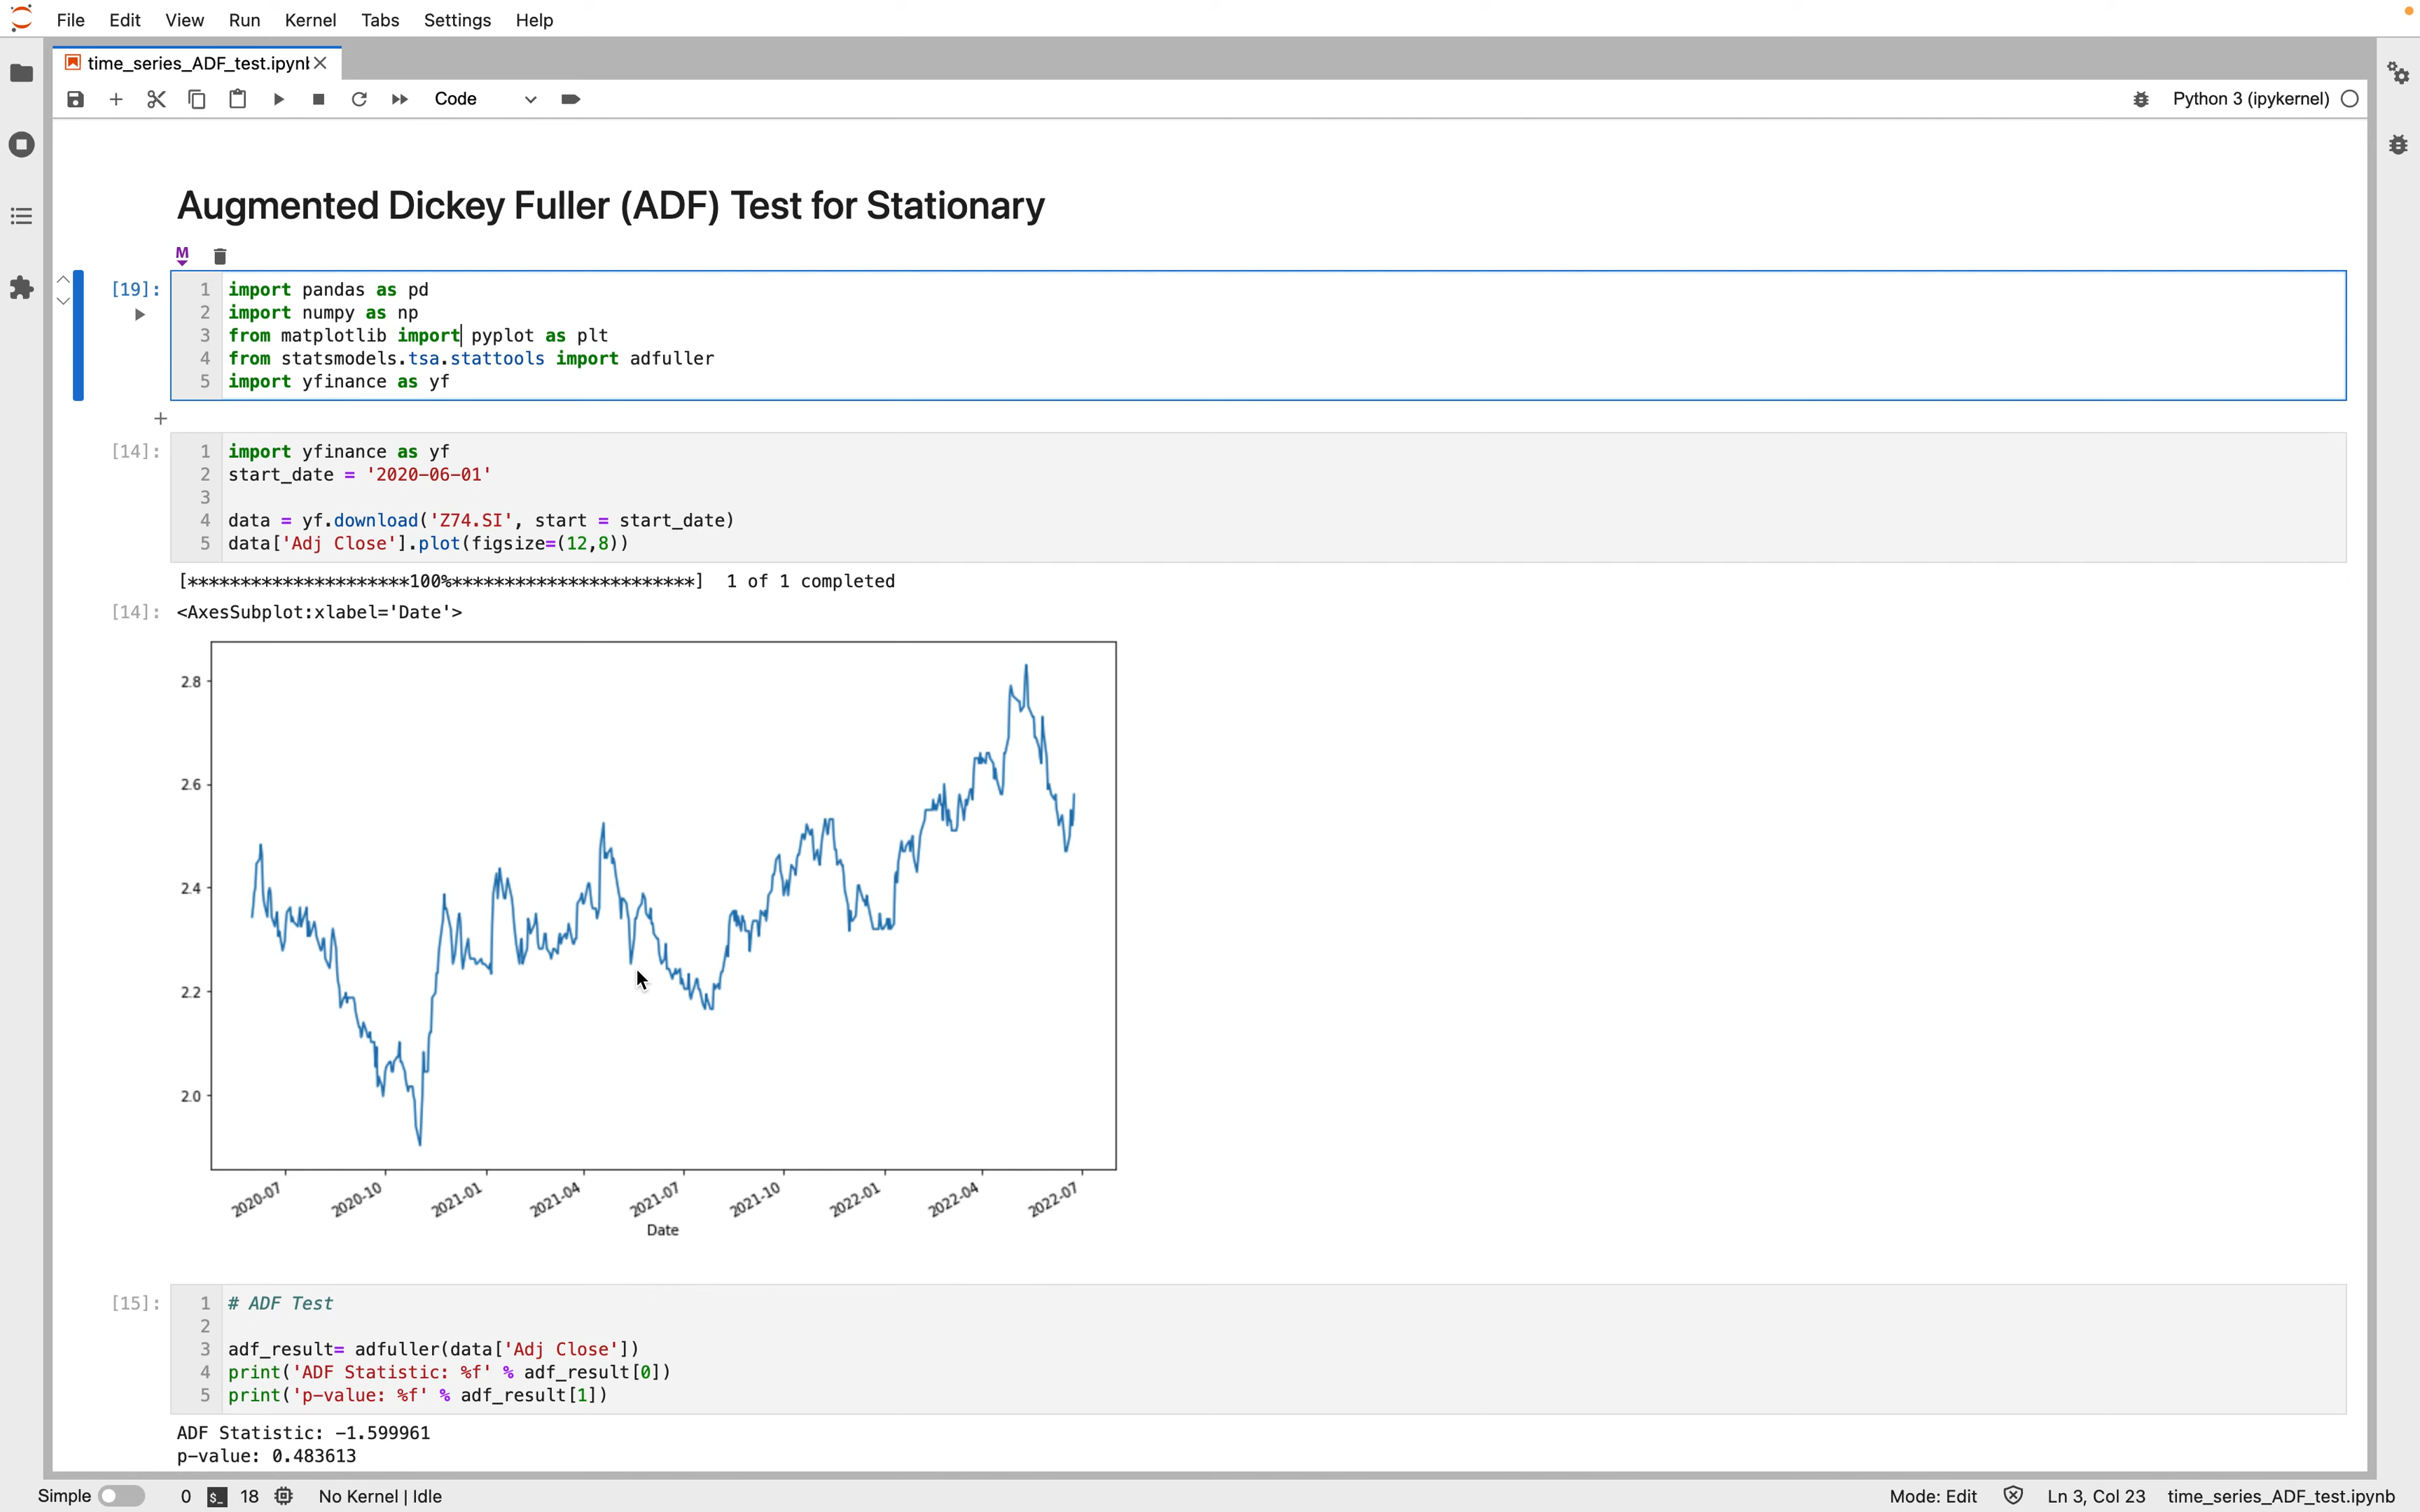 File Edit View Run Kernel Tabs Settings Help
time_series_ADF_test.ipynb
Code
Python 3 (ipykernel)
Augmented Dickey Fuller (ADF) Test for Stationary
M
[19]:
1 import pandas as pd
2 import numpy as np
3 from matplotlib import pyplot as plt
4 from statsmodels.tsa.stattools import adfuller
5 import yfinance as yf
[14]:
1 import yfinance as yf
2 start_date = '2020-06-01'
3
4 data = yf.download('Z74.SI', start = start_date)
5 data['Adj Close'].plot(figsize=(12,8))
[*********************100%***********************]  1 of 1 completed
[14]: <AxesSubplot:xlabel='Date'>
2.8
2.6
2.4
2.2
2.0
2020-07 2020-10 2021-01 2021-04 2021-07 2021-10 2022-01 2022-04 2022-07
Date
[15]:
1 # ADF Test
2
3 adf_result= adfuller(data['Adj Close'])
4 print('ADF Statistic: %f' % adf_result[0])
5 print('p-value: %f' % adf_result[1])
ADF Statistic: -1.599961
p-value: 0.483613
Simple 0 $_ 18 No Kernel | Idle Mode: Edit Ln 3, Col 23 time_series_ADF_test.ipynb